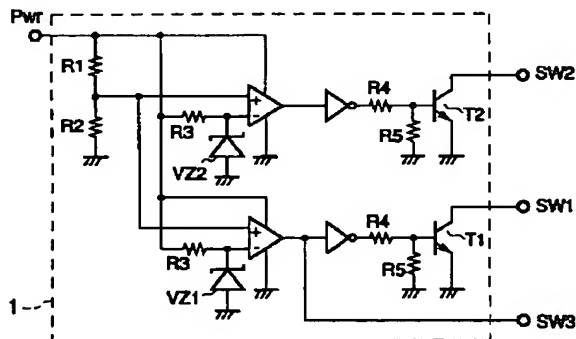 Pwr
R1
R2
R3
VZ2
+
-
R4
R5
T2
SW2
R3
VZ1
+
-
R4
R5
T1
SW1
SW3
1